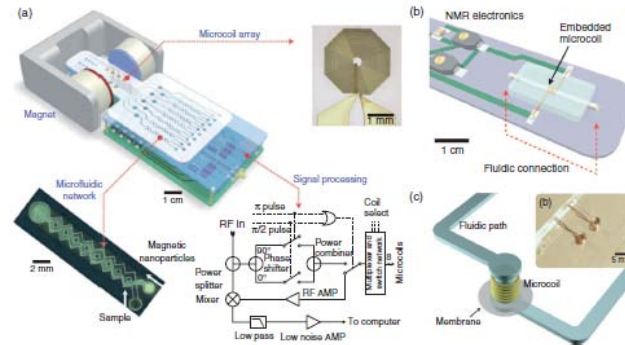 (a)
Microcoil array
Magnet
1 mm
Microfluidic
network
1 cm
Signal processing
2 mm
Magnetic
nanoparticles
Sample
π pulse
π/2 pulse
RF In
90°
Phase
shifter
0°
Power
splitter
Mixer
Power
combiner
Coil
select
Multiplexer and
switch network
Microcoils
RF AMP
Low pass
Low noise AMP
To computer
(b)
NMR electronics
Embedded
microcoil
1 cm
Fluidic connection
(c)
Fluidic path
(b)
5 m
Microcoil
Membrane